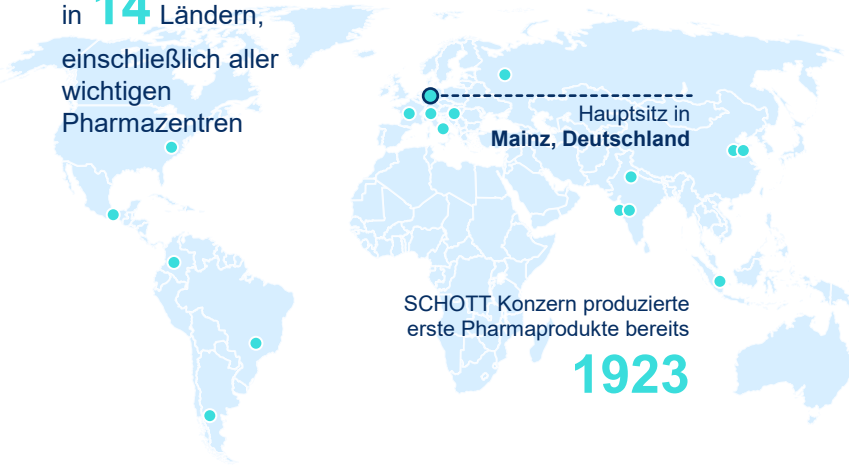 in 14 Ländern,
einschließlich aller
wichtigen
Pharmazentren
Hauptsitz in
Mainz, Deutschland
SCHOTT Konzern produzierte
erste Pharmaprodukte bereits
1923